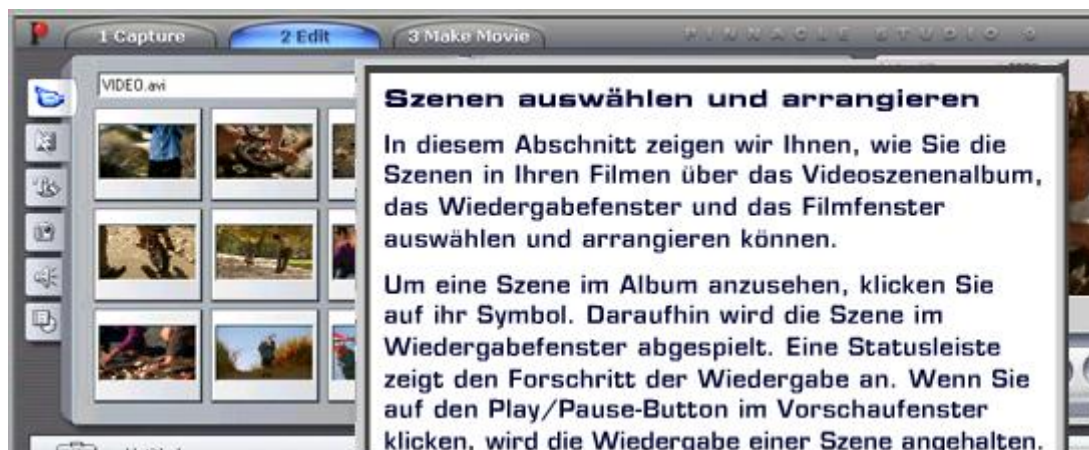 1 Capture
2 Edit
3 Make Movie
PINNACLE STUDIO 9
VIDEO.avi
Szenen auswählen und arrangieren
In diesem Abschnitt zeigen wir Ihnen, wie Sie die
Szenen in Ihren Filmen über das Videoszenenalbum,
das Wiedergabefenster und das Filmfenster
auswählen und arrangieren können.
Um eine Szene im Album anzusehen, klicken Sie
auf ihr Symbol. Daraufhin wird die Szene im
Wiedergabefenster abgespielt. Eine Statusleiste
zeigt den Forschritt der Wiedergabe an. Wenn Sie
auf den Play/Pause-Button im Vorschaufenster
klicken, wird die Wiedergabe einer Szene angehalten.